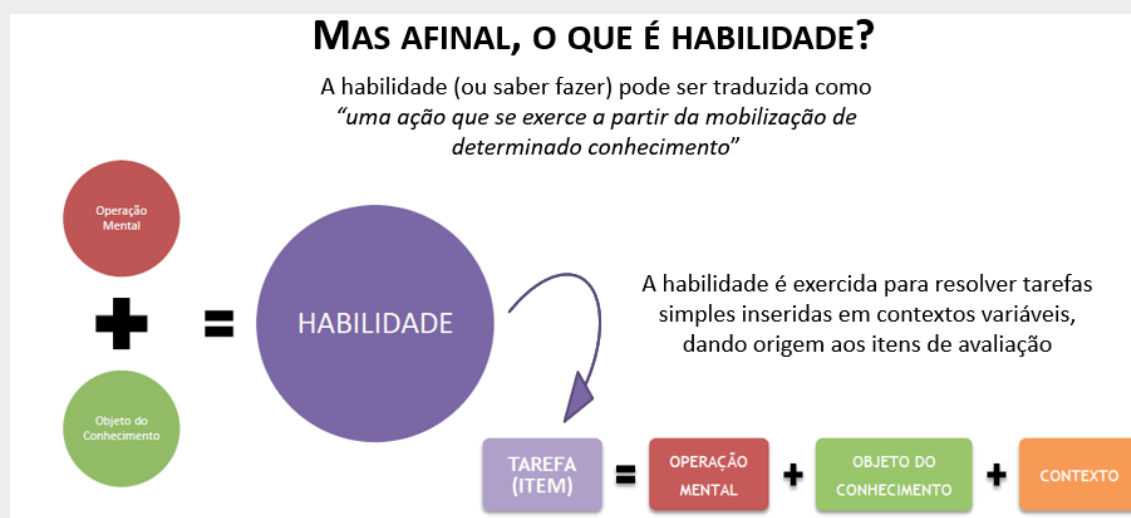 MAS AFINAL, O QUE É HABILIDADE?
A habilidade (ou saber fazer) pode ser traduzida como
“uma ação que se exerce a partir da mobilização de
determinado conhecimento”
Operação
Mental
+
Objeto do
Conhecimento
=
HABILIDADE
A habilidade é exercida para resolver tarefas
simples inseridas em contextos variáveis,
dando origem aos itens de avaliação
TAREFA
(ITEM)
=
OPERAÇÃO
MENTAL
+
OBJETO DO
CONHECIMENTO
+
CONTEXTO